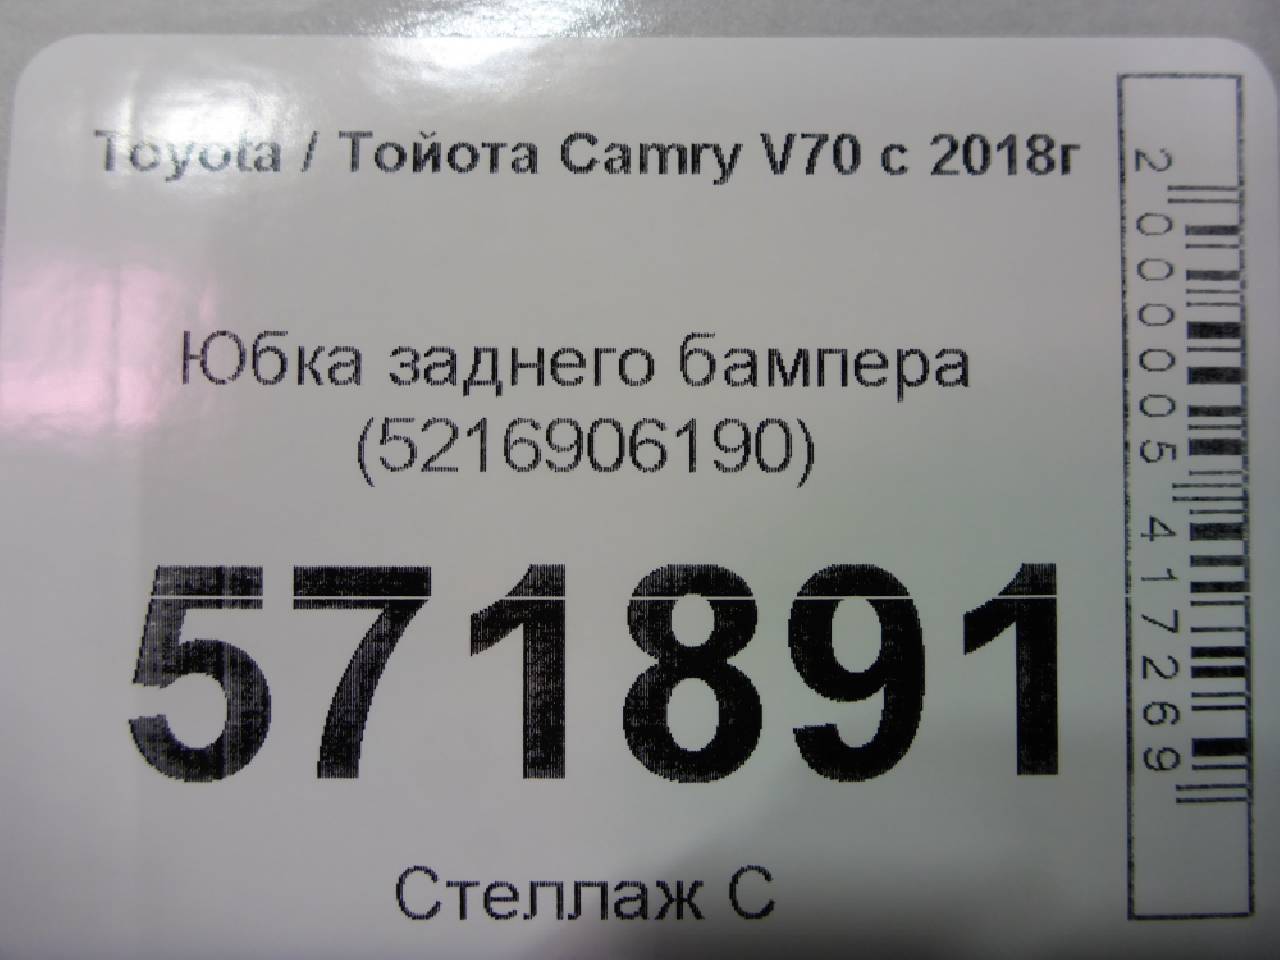 Toyota / Тойота Camry V70 с 2018г
Юбка заднего бампера
(5216906190)
571891
Стеллаж С
2000005417269